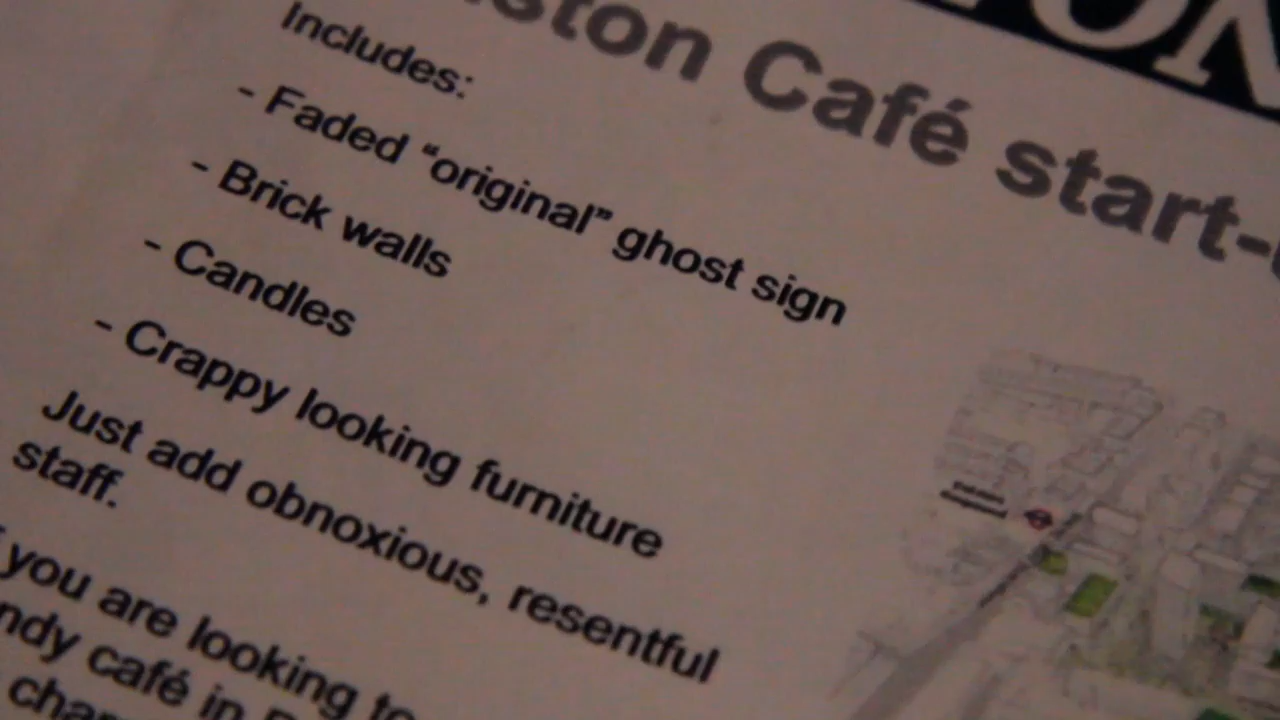 ston Café start-
Includes:
- Faded “original” ghost sign
- Brick walls
- Candles
- Crappy looking furniture
Just add obnoxious, resentful
staff.
you are looking to
café in